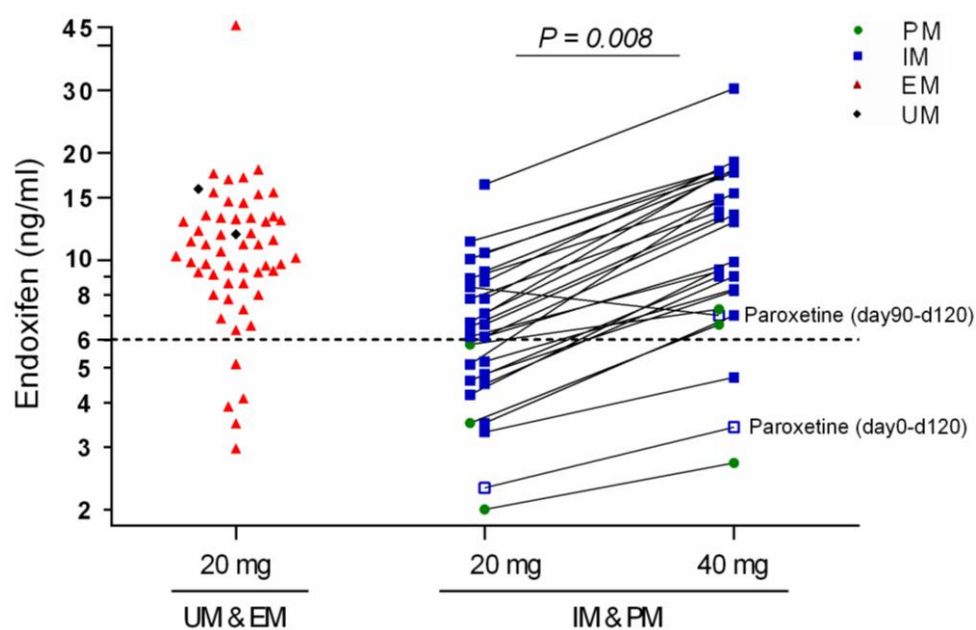 P = 0.008
PM
IM
EM
UM
Endoxifen (ng/ml)
45
30
20
15
10
8
6
5
4
3
2
Paroxetine (day90-d120)
Paroxetine (day0-d120)
20 mg
20 mg
40 mg
UM & EM
IM & PM